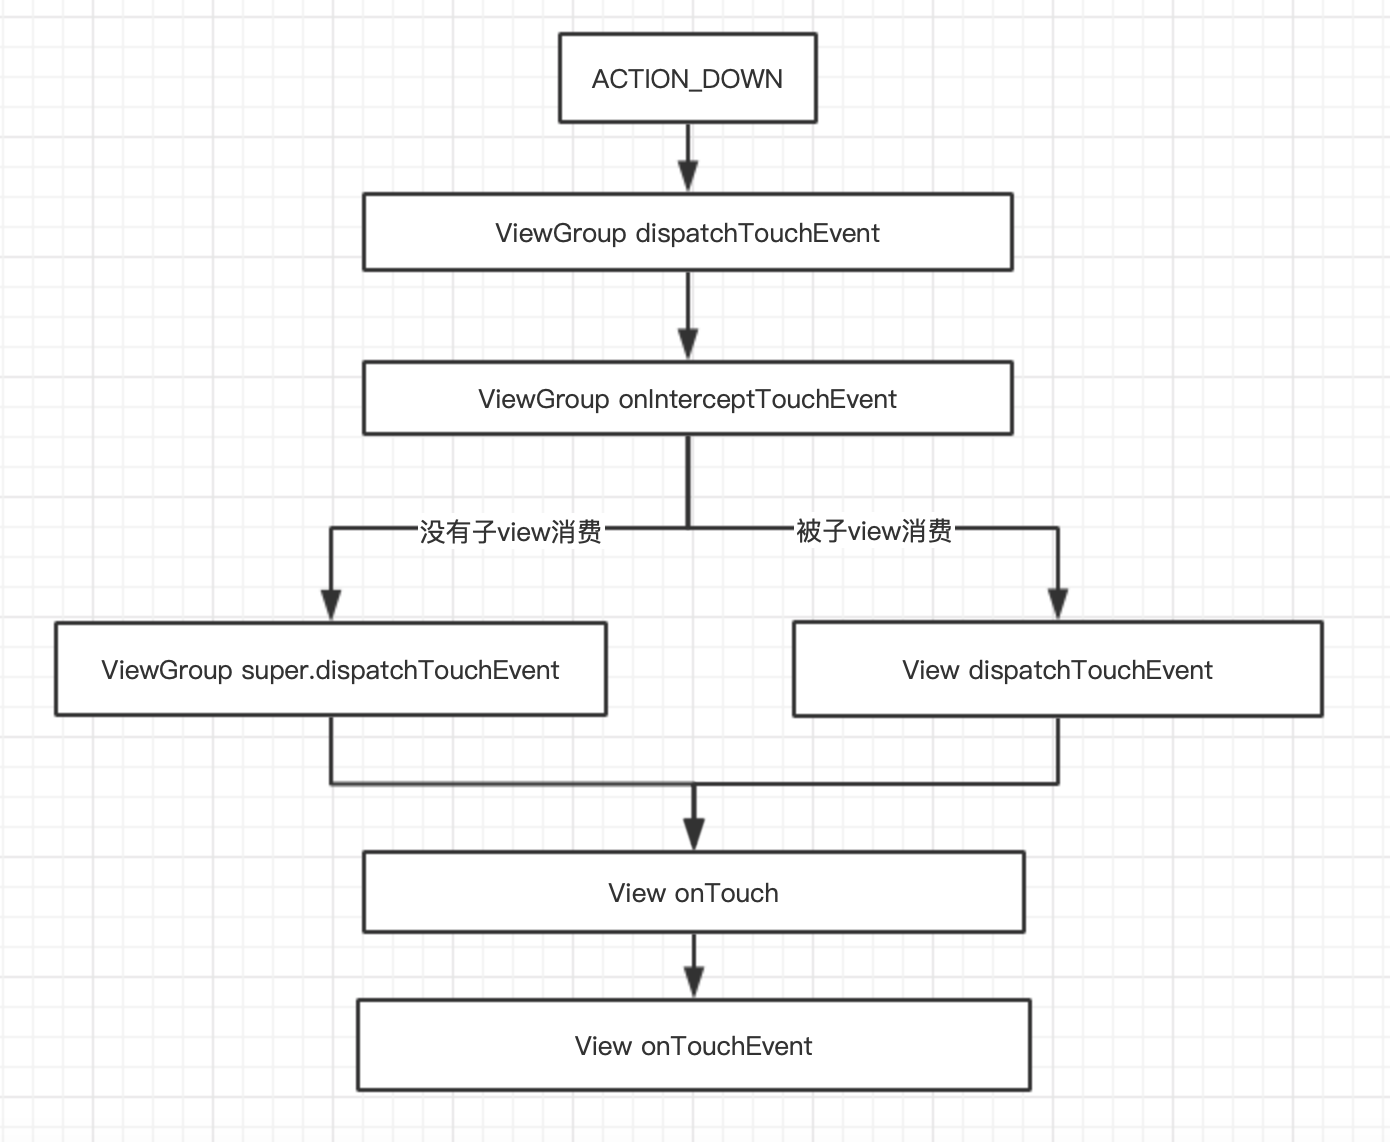 ACTION_DOWN
ViewGroup dispatchTouchEvent
ViewGroup onInterceptTouchEvent
没有子view消费
被子view消费
ViewGroup super.dispatchTouchEvent
View dispatchTouchEvent
View onTouch
View onTouchEvent